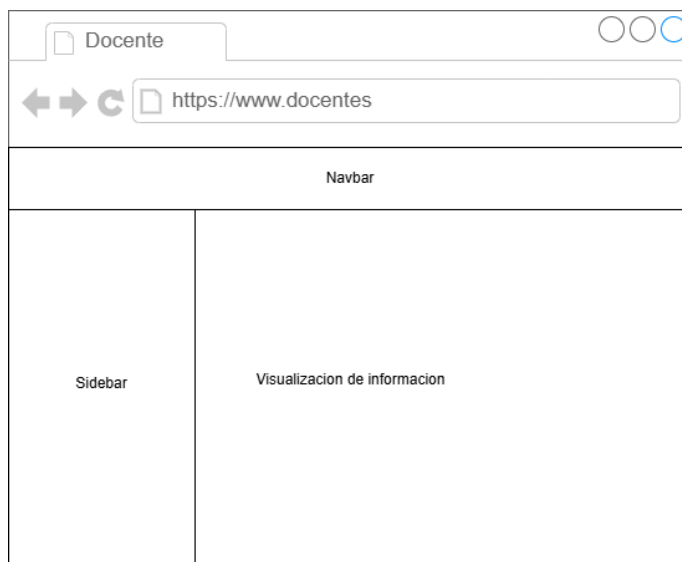 Docente
https://www.docentes
Navbar
Sidebar
Visualizacion de informacion